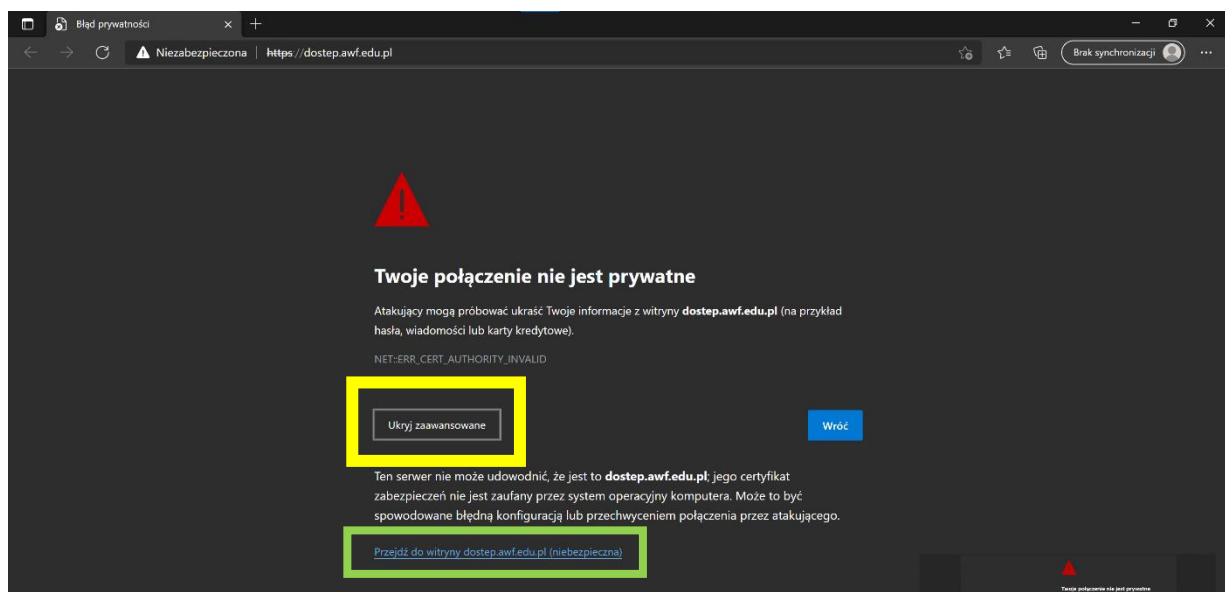 Błąd prywatności
Niezabezpieczona | https://dostep.awf.edu.pl
Brak synchronizacji
Twoje połączenie nie jest prywatne
Atakujący mogą próbować ukraść Twoje informacje z witryny dostep.awf.edu.pl (na przykład
hasła, wiadomości lub karty kredytowe).
NET::ERR_CERT_AUTHORITY_INVALID
Ukryj zaawansowane
Wróć
Ten serwer nie może udowodnić, że jest to dostep.awf.edu.pl; jego certyfikat
zabezpieczeń nie jest zaufany przez system operacyjny komputera. Może to być
spowodowane błędną konfiguracją lub przechwyceniem połączenia przez atakującego.
Przejdź do witryny dostep.awf.edu.pl (niebezpieczna)
Twoje połączenie nie jest prywatne